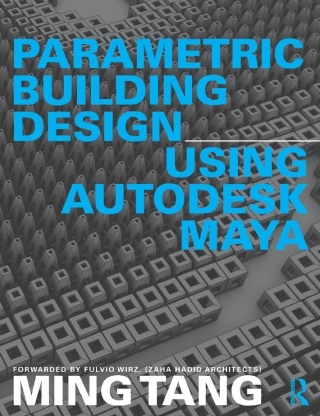 PARAMETRIC
BUILDING
DESIGN
USING
AUTODESK
MAYA
FORWARDED BY FULVIO WIRZ, (ZAHA HADID ARCHITECTS)
MING TANG
R